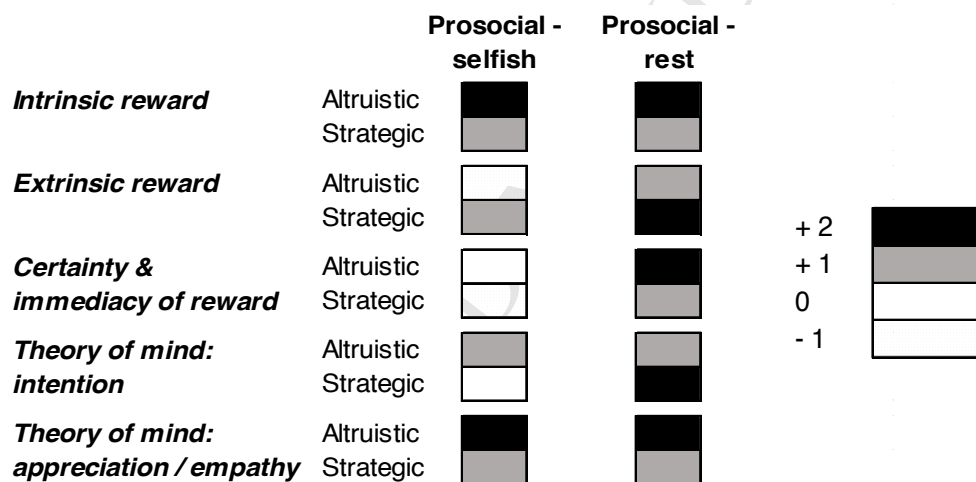 Prosocial - Prosocial -
selfish rest
Intrinsic reward Altruistic
Strategic
Extrinsic reward Altruistic
Strategic
+ 2
Certainty & Altruistic + 1
immediacy of reward Strategic 0
Theory of mind: Altruistic - 1
intention Strategic
Theory of mind: Altruistic
appreciation / empathy Strategic